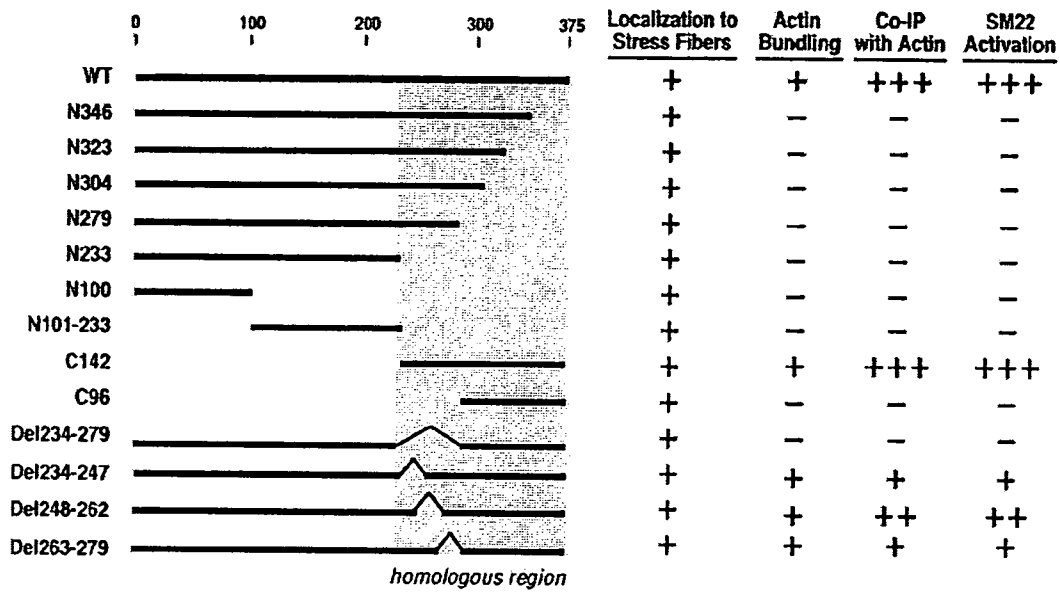 0 100 200 300 375
Localization to Stress Fibers Actin Bundling Co-IP with Actin SM22 Activation
WT + + +++ +++
N346 + – – –
N323 + – – –
N304 + – – –
N279 + – – –
N233 + – – –
N100 + – – –
N101-233 + – – –
C142 + + +++ +++
C96 + – – –
Del234-279 + – – –
Del234-247 + + + +
Del248-262 + + ++ ++
Del263-279 + + + +
homologous region